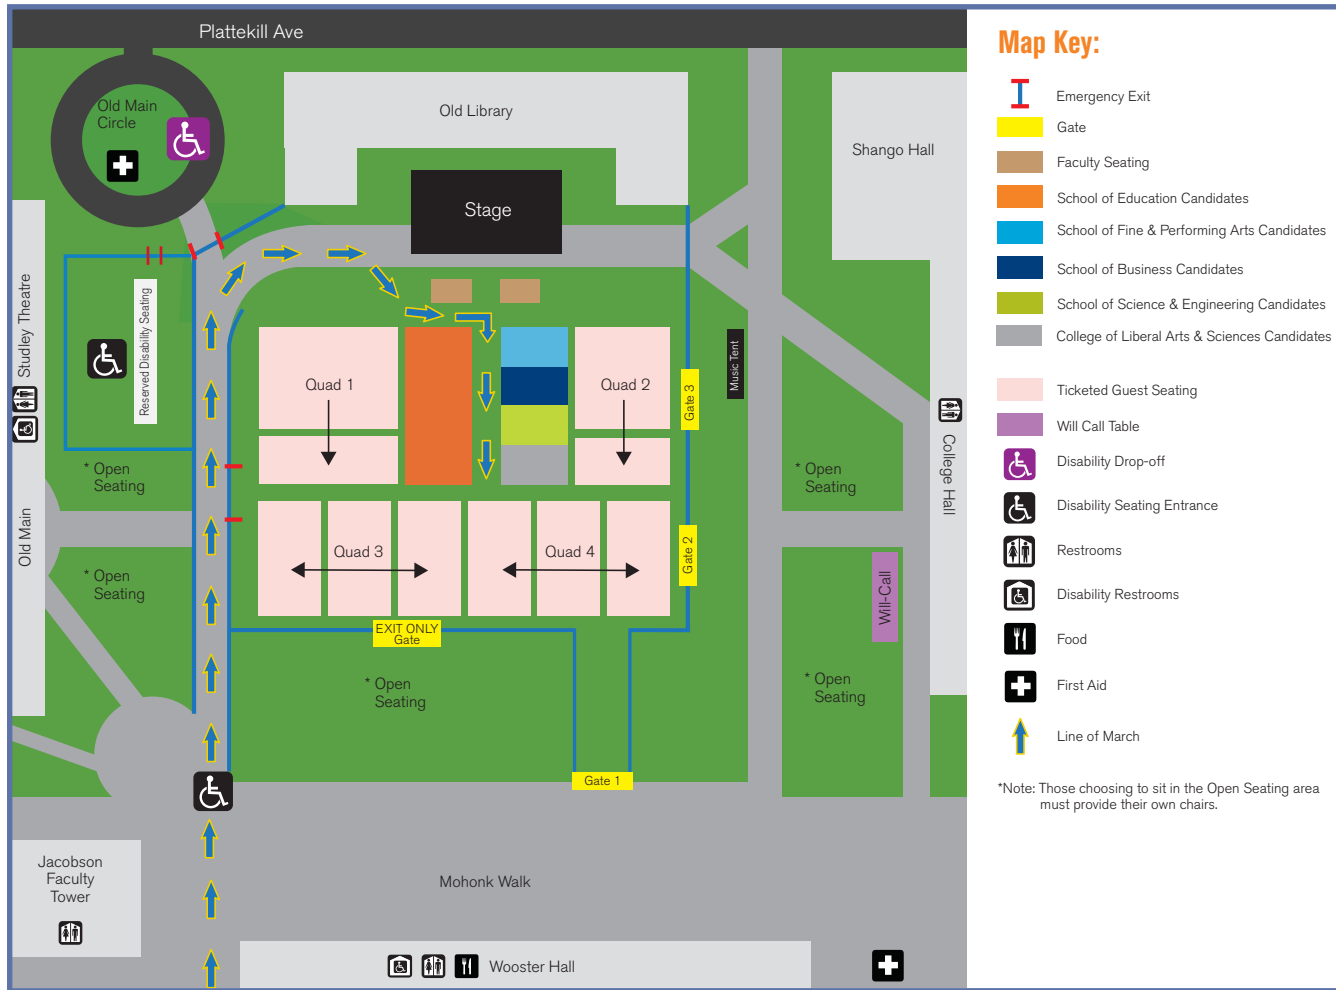 Plattekill Ave
Old Main
Circle
Old Library
Shango Hall
Stage
Studley Theatre
Reserved Disability Seating
Quad 1
Quad 2
Music Tent
Gate 3
* Open
Seating
* Open
Seating
College Hall
Old Main
Quad 3
Quad 4
Gate 2
* Open
Seating
Will-Call
EXIT ONLY
Gate
* Open
Seating
* Open
Seating
Gate 1
Jacobson
Faculty
Tower
Mohonk Walk
Wooster Hall
Map Key:
Emergency Exit
Gate
Faculty Seating
School of Education Candidates
School of Fine & Performing Arts Candidates
School of Business Candidates
School of Science & Engineering Candidates
College of Liberal Arts & Sciences Candidates
Ticketed Guest Seating
Will Call Table
Disability Drop-off
Disability Seating Entrance
Restrooms
Disability Restrooms
Food
First Aid
Line of March
*Note: Those choosing to sit in the Open Seating area
must provide their own chairs.